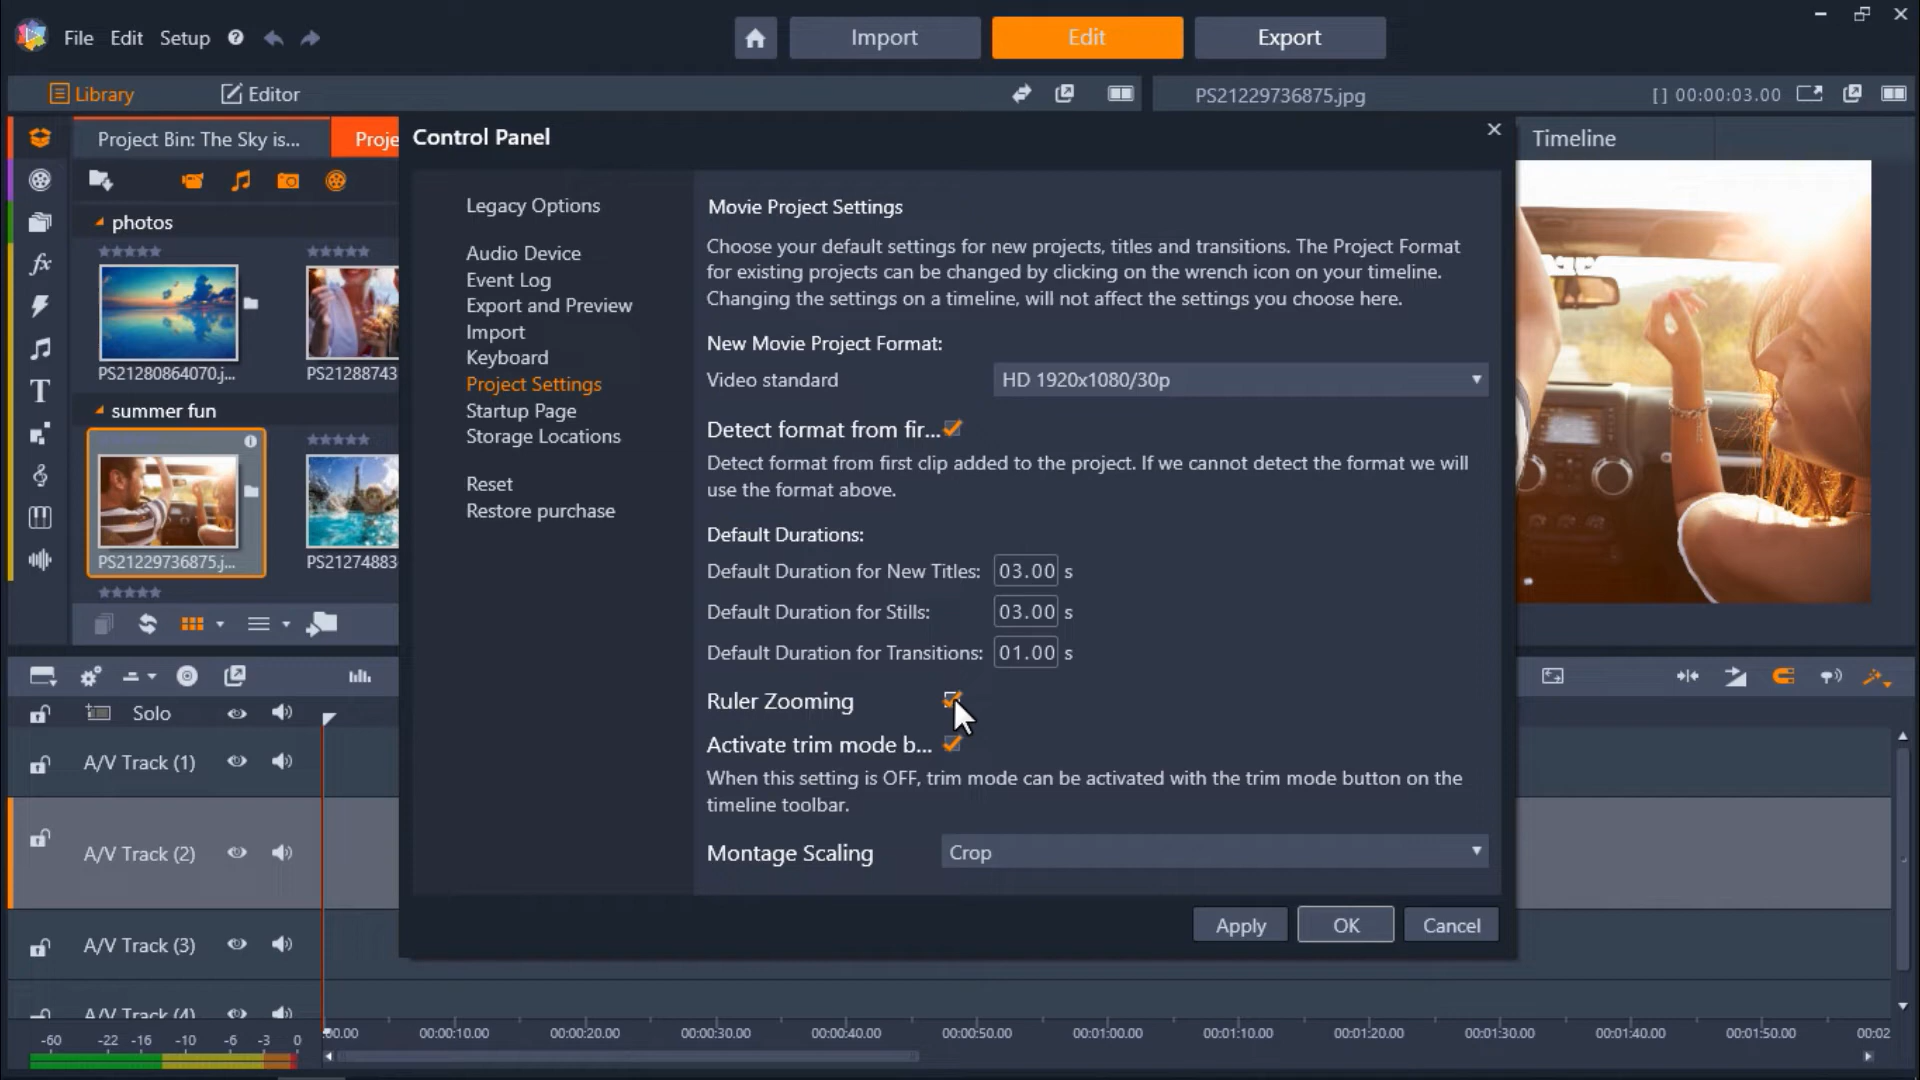 File Edit Setup ?
Import
Edit
Export
Library
Editor
PS21229736875.jpg
[] 00:00:03.00
Project Bin: The Sky is...
Proje
photos
PS21280864070.j...
PS21288743
summer fun
PS21229736875.j...
PS21274883
Control Panel
Legacy Options
Audio Device
Event Log
Export and Preview
Import
Keyboard
Project Settings
Startup Page
Storage Locations
Reset
Restore purchase
Movie Project Settings
Choose your default settings for new projects, titles and transitions. The Project Format
for existing projects can be changed by clicking on the wrench icon on your timeline.
Changing the settings on a timeline, will not affect the settings you choose here.
New Movie Project Format:
Video standard HD 1920x1080/30p
Detect format from fir...
Detect format from first clip added to the project. If we cannot detect the format we will
use the format above.
Default Durations:
Default Duration for New Titles: 03.00 s
Default Duration for Stills: 03.00 s
Default Duration for Transitions: 01.00 s
Ruler Zooming
Activate trim mode b...
When this setting is OFF, trim mode can be activated with the trim mode button on the
timeline toolbar.
Montage Scaling Crop
Apply OK Cancel
Timeline
Solo
A/V Track (1)
A/V Track (2)
A/V Track (3)
A/V Track (4)
-60 -22 -16 -10 -6 -3 0
00.00 00:00:10.00 00:00:20.00 00:00:30.00 00:00:40.00 00:00:50.00 00:01:00.00 00:01:10.00 00:01:20.00 00:01:30.00 00:01:40.00 00:01:50.00 00:02